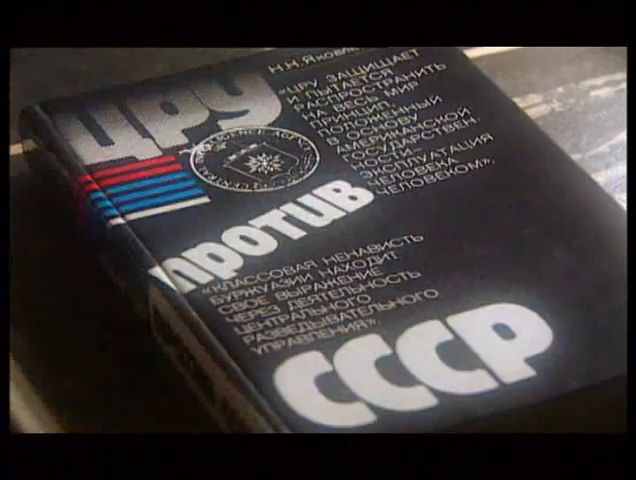 Н.Н.Яковлев
ЦРУ
«ЦРУ ЗАЩИЩАЕТ
И ПЫТАЕТСЯ
РАСПРОСТРАНИТЬ
НА ВЕСЬ МИР
ПРИНЦИП,
ПОЛОЖЕННЫЙ
В ОСНОВУ
АМЕРИКАНСКОЙ
ГОСУДАРСТВЕН-
НОСТИ,-
ЭКСПЛУАТАЦИЯ
ЧЕЛОВЕКА
ЧЕЛОВЕКОМ».
против
«КЛАССОВАЯ НЕНАВИСТЬ
БУРЖУАЗИИ НАХОДИТ
СВОЕ ВЫРАЖЕНИЕ
ЧЕРЕЗ ДЕЯТЕЛЬНОСТЬ
ЦЕНТРАЛЬНОГО
РАЗВЕДЫВАТЕЛЬНОГО
УПРАВЛЕНИЯ».
СССР